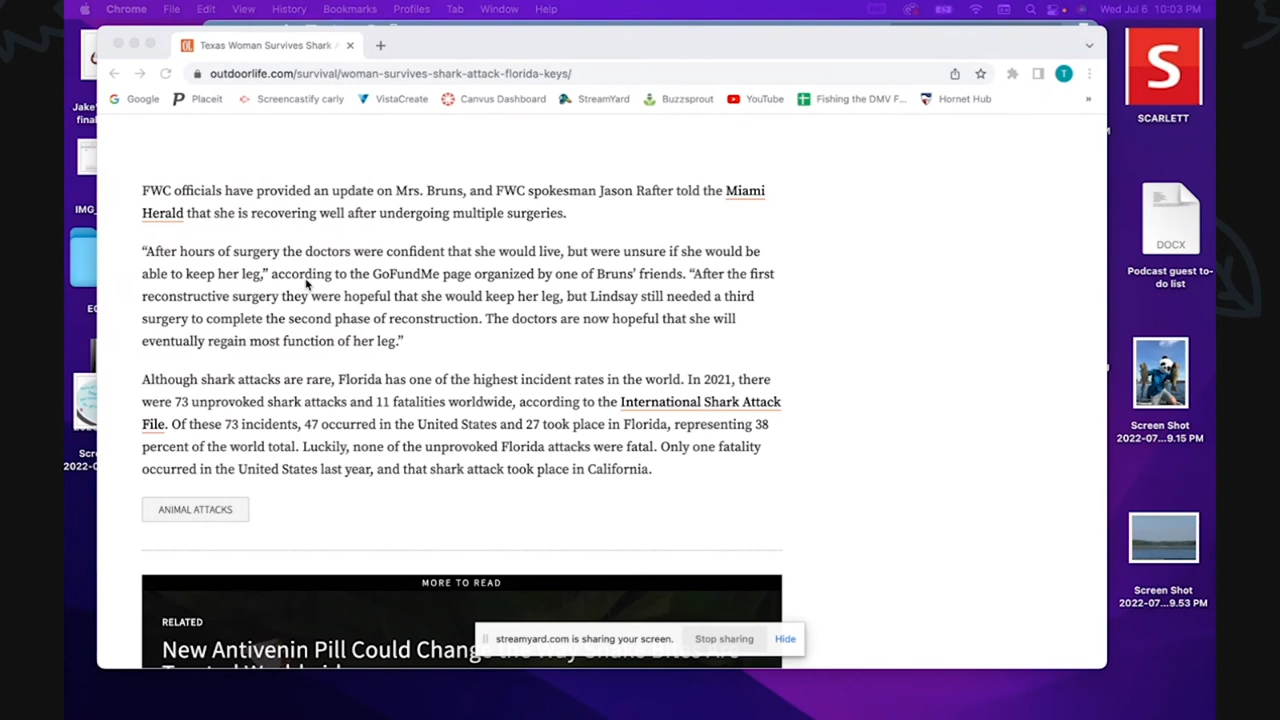 Chrome File Edit View History Bookmarks Profiles Tab Window Help Wed Jul 6 10:03 PM
Texas Woman Survives Shark
outdoorlife.com/survival/woman-survives-shark-attack-florida-keys/
T
Google Placeit Screencastify carly VistaCreate Canvus Dashboard StreamYard Buzzsprout YouTube Fishing the DMV F... Hornet Hub »
FWC officials have provided an update on Mrs. Bruns, and FWC spokesman Jason Rafter told the Miami
Herald that she is recovering well after undergoing multiple surgeries.
“After hours of surgery the doctors were confident that she would live, but were unsure if she would be
able to keep her leg,” according to the GoFundMe page organized by one of Bruns’ friends. “After the first
reconstructive surgery they were hopeful that she would keep her leg, but Lindsay still needed a third
surgery to complete the second phase of reconstruction. The doctors are now hopeful that she will
eventually regain most function of her leg.”
Although shark attacks are rare, Florida has one of the highest incident rates in the world. In 2021, there
were 73 unprovoked shark attacks and 11 fatalities worldwide, according to the International Shark Attack
File. Of these 73 incidents, 47 occurred in the United States and 27 took place in Florida, representing 38
percent of the world total. Luckily, none of the unprovoked Florida attacks were fatal. Only one fatality
occurred in the United States last year, and that shark attack took place in California.
ANIMAL ATTACKS
MORE TO READ
RELATED
New Antivenin Pill Could Change the Way Snake Bites Are
streamyard.com is sharing your screen. Stop sharing Hide
Jake'
final
IMG_
S
SCARLETT
DOCX
Podcast guest to-
do list
Screen Shot
2022-07...9.15 PM
Screen Shot
2022-07...9.53 PM
Scr
2022-0